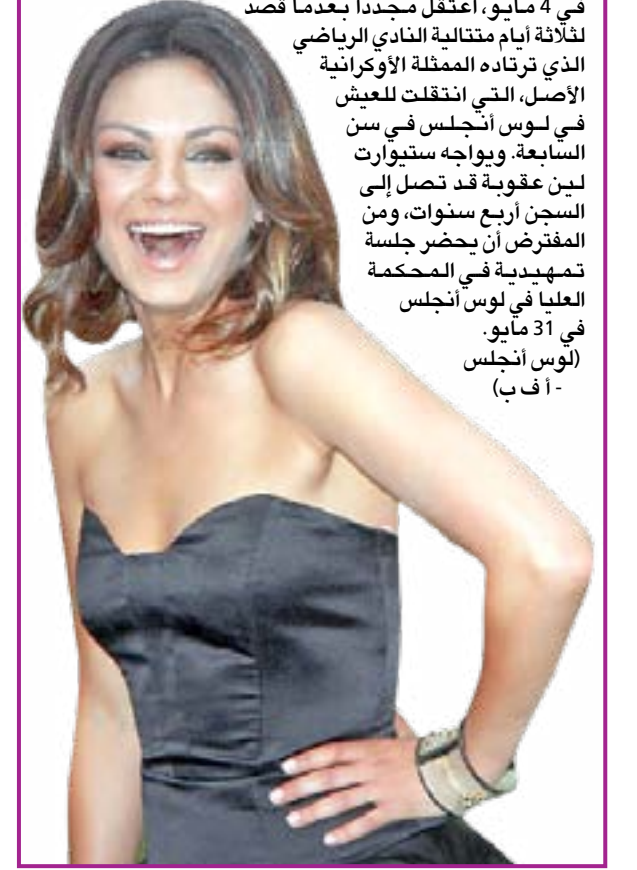 في 4 مايو، اعتقل مجددا بعدما قصد
لثلاثة أيام متتالية النادي الرياضي
الذي ترتاده الممثلة الأوكرانية
الأصل، التي انتقلت للعيش
في لوس أنجلس في سن
السابعة. ويواجه ستيوارت
لين عقوبة قد تصل إلى
السجن أربع سنوات، ومن
المفترض أن يحضر جلسة
تمهيدية في المحكمة
العليا في لوس أنجلس
في 31 مايو.
(لوس أنجلس
- أ ف ب)